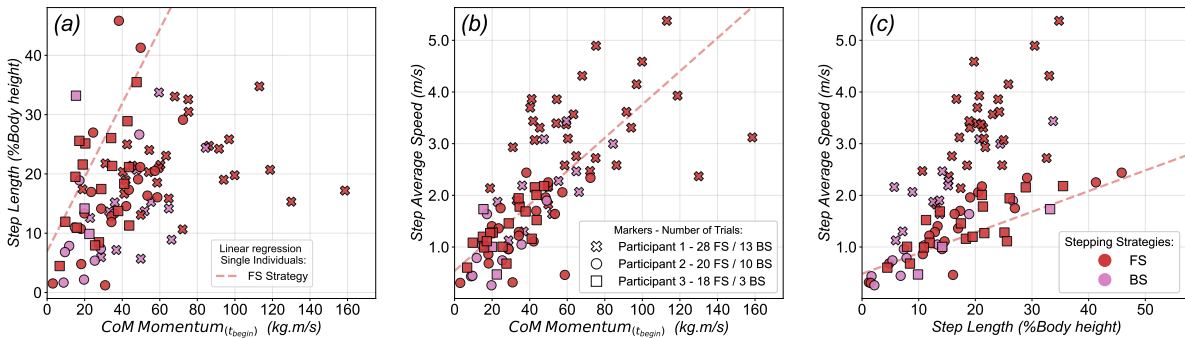 (a)
Step Length (%Body height)
40
30
20
10
0
0 20 40 60 80 100 120 140 160
CoM Momentum(tbegin) (kg.m/s)
Linear regression
Single Individuals:
FS Strategy
(b)
Step Average Speed (m/s)
5.0
4.0
3.0
2.0
1.0
0 20 40 60 80 100 120 140 160
CoM Momentum(tbegin) (kg.m/s)
Markers - Number of Trials:
Participant 1 - 28 FS / 13 BS
Participant 2 - 20 FS / 10 BS
Participant 3 - 18 FS / 3 BS
(c)
Step Average Speed (m/s)
5.0
4.0
3.0
2.0
1.0
0 10 20 30 40 50
Step Length (%Body height)
Stepping Strategies:
FS
BS